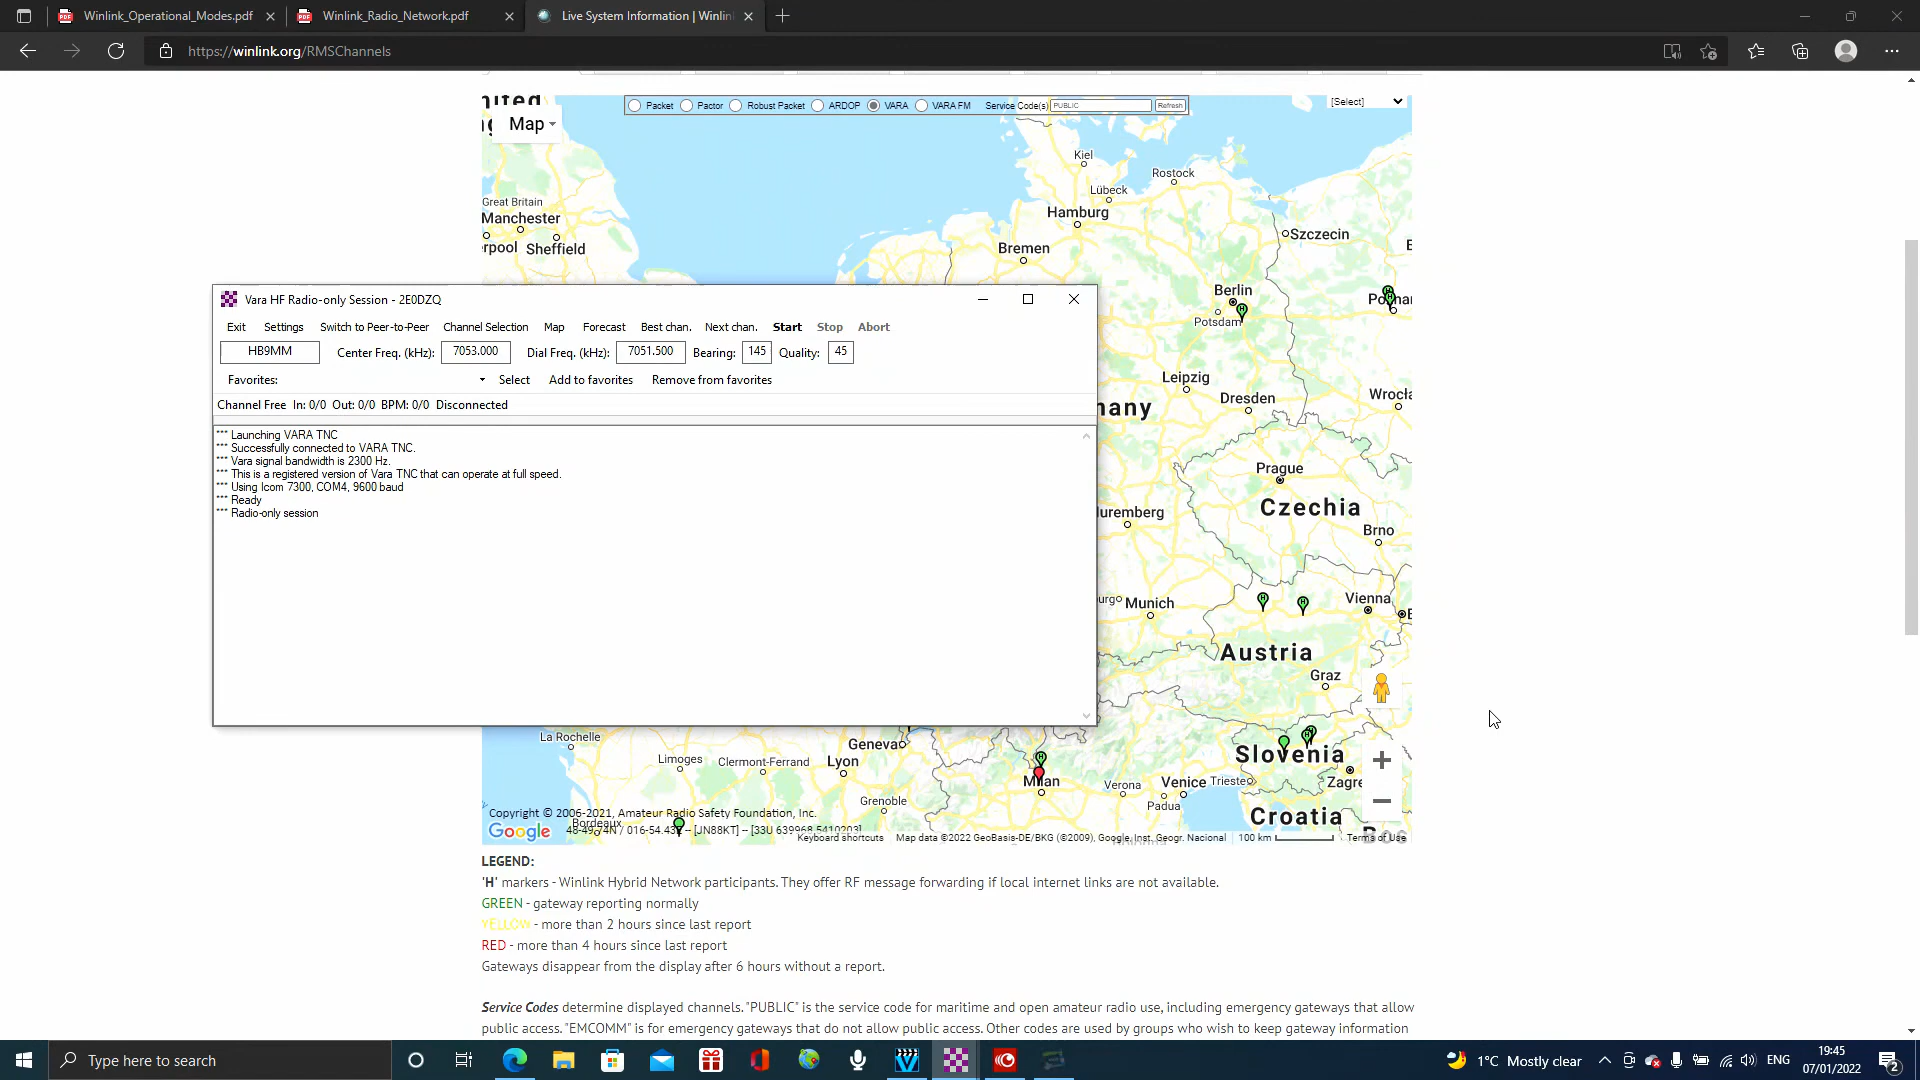 Winlink_Operational_Modes.pdf
Winlink_Radio_Network.pdf
Live System Information | Winlin
https://winlink.org/RMSChannels
Packet Pactor Robust Packet ARDOP VARA VARA FM Service Code(s) PUBLIC Refresh
[Select]
Map
Kiel
Rostock
Lübeck
Hamburg
Great Britain
Manchester
erpool Sheffield
Szczecin
Bremen
Berlin
Potsdam
Vara HF Radio-only Session - 2E0DZQ
Exit Settings Switch to Peer-to-Peer Channel Selection Map Forecast Best chan. Next chan. Start Stop Abort
HB9MM Center Freq. (kHz): 7053.000 Dial Freq. (kHz): 7051.500 Bearing: 145 Quality: 45
Favorites: Select Add to favorites Remove from favorites
Channel Free In: 0/0 Out: 0/0 BPM: 0/0 Disconnected
*** Launching VARA TNC
*** Successfully connected to VARA TNC.
*** Vara signal bandwidth is 2300 Hz.
*** This is a registered version of Vara TNC that can operate at full speed.
*** Using Icom 7300, COM4, 9600 baud
*** Ready
*** Radio-only session
Leipzig
Dresden
Wrocła
many
Prague
Czechia
Nuremberg
Brno
Munich
Vienna
Austria
Graz
La Rochelle
Geneva
Limoges
Clermont-Ferrand
Lyon
Slovenia
Milan
Verona
Venice
Trieste
Zagre
Padua
Grenoble
Croatia
Copyright © 2006-2021, Amateur Radio Safety Foundation, Inc.
Bordeaux
Google
Keyboard shortcuts Map data ©2022 GeoBasis-DE/BKG (©2009), Google, Inst. Geogr. Nacional 100 km Terms of Use
LEGEND:
'H' markers - Winlink Hybrid Network participants. They offer RF message forwarding if local internet links are not available.
GREEN - gateway reporting normally
YELLOW - more than 2 hours since last report
RED - more than 4 hours since last report
Gateways disappear from the display after 6 hours without a report.
Service Codes determine displayed channels. "PUBLIC" is the service code for maritime and open amateur radio use, including emergency gateways that allow
public access. "EMCOMM" is for emergency gateways that do not allow public access. Other codes are used by groups who wish to keep gateway information
Type here to search
1°C Mostly clear
ENG
19:45
07/01/2022
2